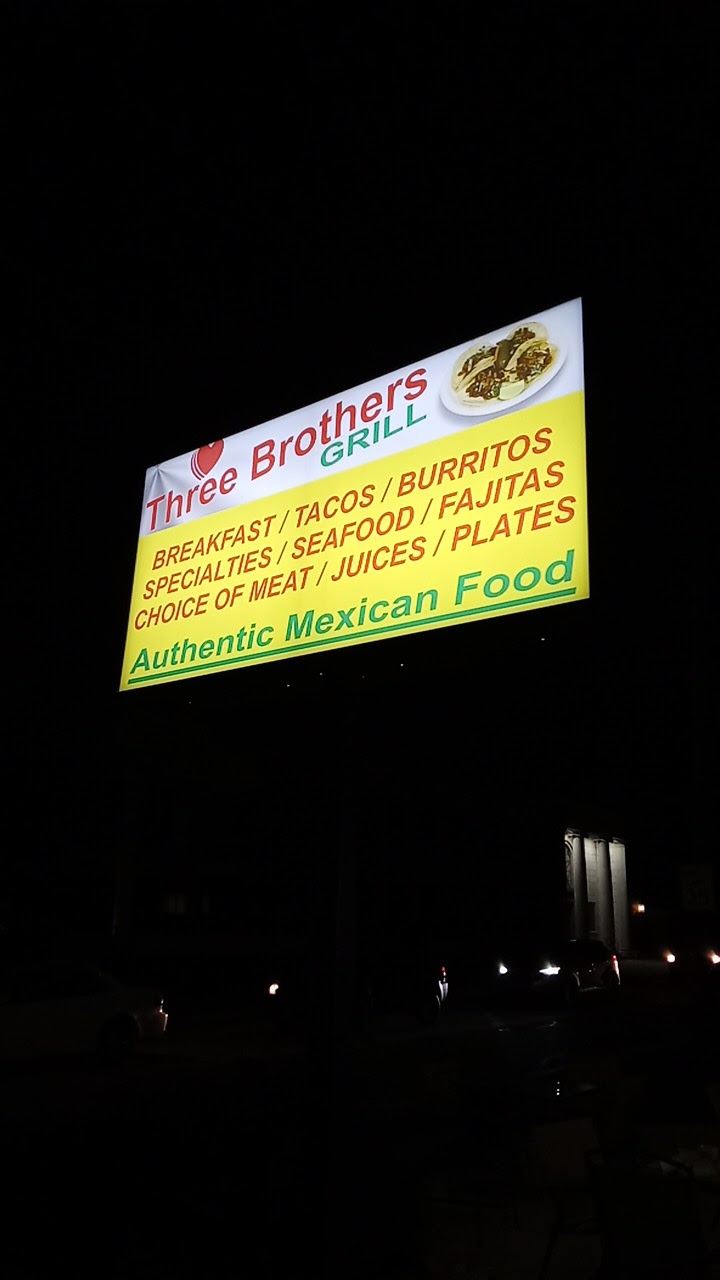 Three Brothers
GRILL
BREAKFAST / TACOS / BURRITOS
SPECIALTIES / SEAFOOD / FAJITAS
CHOICE OF MEAT / JUICES / PLATES
Authentic Mexican Food